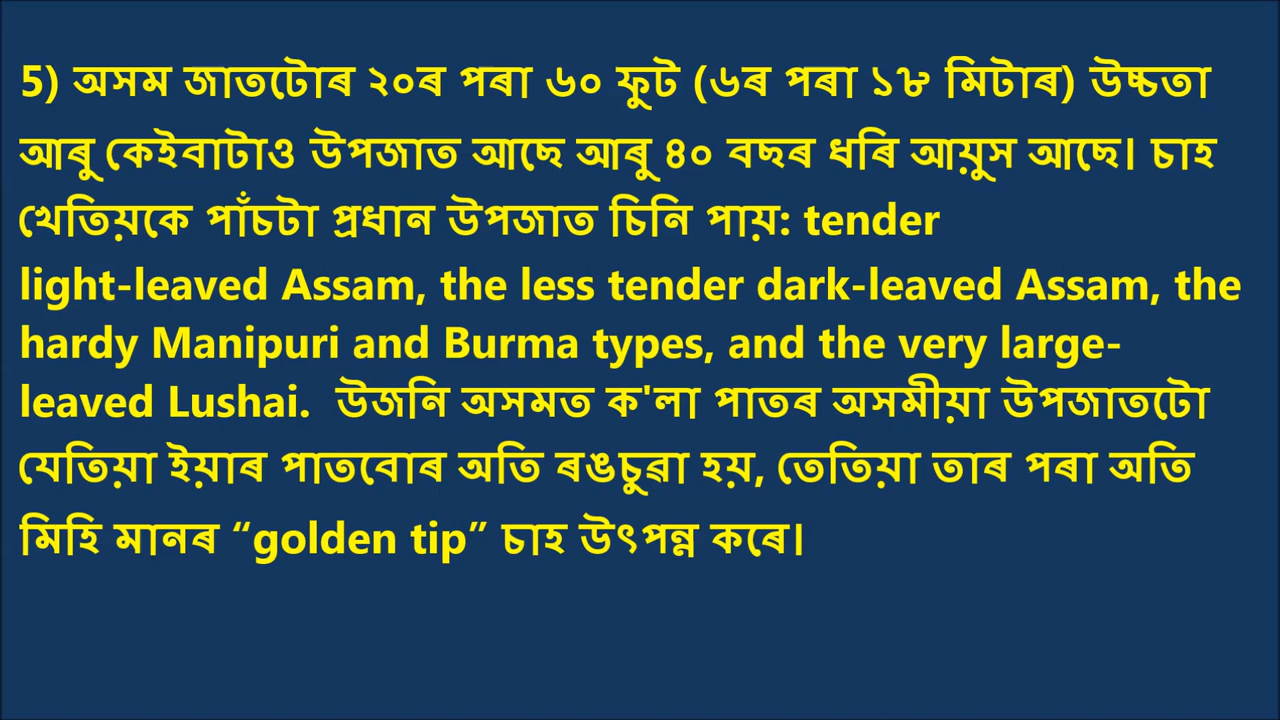 5) অসম জাতটোৰ ২০ৰ পৰা ৬০ ফুট (৬ৰ পৰা ১৮ মিটাৰ) উচ্চতা
আৰু কেইবাটাও উপজাত আছে আৰু ৪০ বছৰ ধৰি আয়ুস আছে। চাহ
খেতিয়কে পাঁচটা প্ৰধান উপজাত চিনি পায়: tender
light-leaved Assam, the less tender dark-leaved Assam, the
hardy Manipuri and Burma types, and the very large-
leaved Lushai. উজনি অসমত ক'লা পাতৰ অসমীয়া উপজাতটো
যেতিয়া ইয়াৰ পাতবোৰ অতি ৰঙচুৱা হয়, তেতিয়া তাৰ পৰা অতি
মিহি মানৰ “golden tip” চাহ উৎপন্ন কৰে।